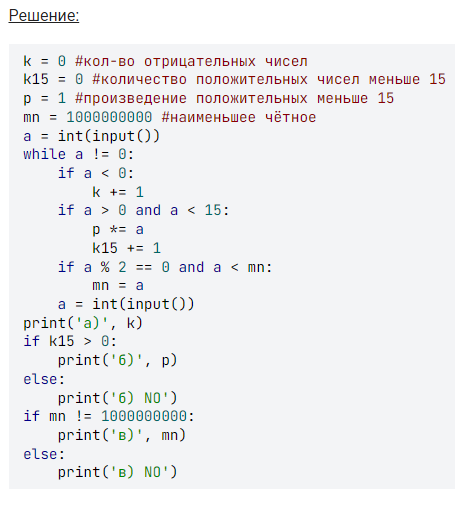 Решение:
k = 0 #кол-во отрицательных чисел
k15 = 0 #количество положительных чисел меньше 15
p = 1 #произведение положительных меньше 15
mn = 1000000000 #наименьшее чётное
a = int(input())
while a != 0:
    if a < 0:
        k += 1
    if a > 0 and a < 15:
        p *= a
        k15 += 1
    if a % 2 == 0 and a < mn:
        mn = a
    a = int(input())
print('а)', k)
if k15 > 0:
    print('б)', p)
else:
    print('б) NO')
if mn != 1000000000:
    print('в)', mn)
else:
    print('в) NO')